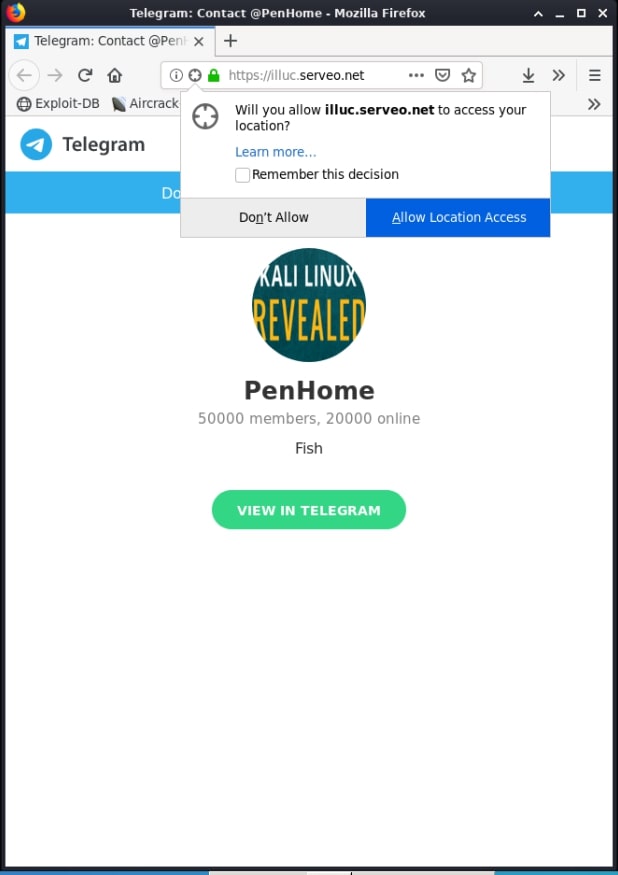 Telegram: Contact @PenHome - Mozilla Firefox
Telegram: Contact @Pen
https://illuc.serveo.net
Exploit-DB
Aircrack
Will you allow illuc.serveo.net to access your
location?
Learn more…
Remember this decision
Don't Allow
Allow Location Access
Telegram
Do
KALI LINUX
REVEALED
PenHome
50000 members, 20000 online
Fish
VIEW IN TELEGRAM